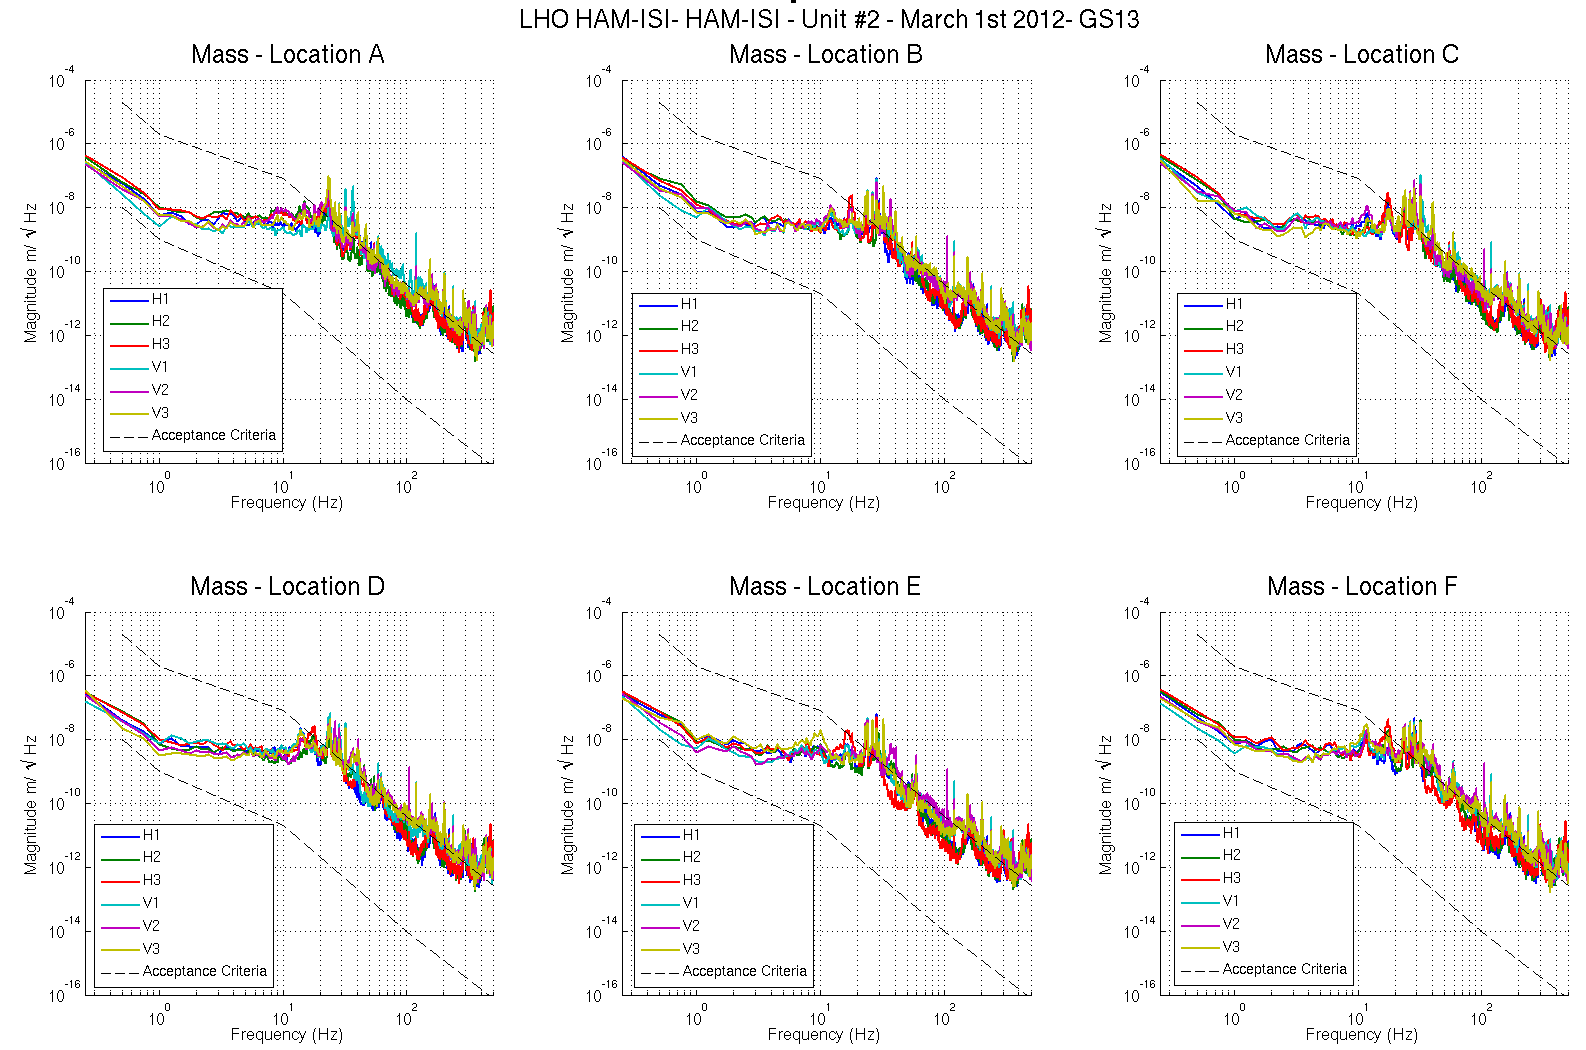 LHO HAM-ISI- HAM-ISI - Unit #2 - March 1st 2012- GS13
Mass - Location A
Magnitude m/ √ Hz
10^-4
10^-6
10^-8
10^-10
10^-12
10^-14
10^-16
H1
H2
H3
V1
V2
V3
Acceptance Criteria
10^0 10^1 10^2
Frequency (Hz)
Mass - Location B
Magnitude m/ √ Hz
10^-4
10^-6
10^-8
10^-10
10^-12
10^-14
10^-16
H1
H2
H3
V1
V2
V3
Acceptance Criteria
10^0 10^1 10^2
Frequency (Hz)
Mass - Location C
Magnitude m/ √ Hz
10^-4
10^-6
10^-8
10^-10
10^-12
10^-14
10^-16
H1
H2
H3
V1
V2
V3
Acceptance Criteria
10^0 10^1 10^2
Frequency (Hz)
Mass - Location D
Magnitude m/ √ Hz
10^-4
10^-6
10^-8
10^-10
10^-12
10^-14
10^-16
H1
H2
H3
V1
V2
V3
Acceptance Criteria
10^0 10^1 10^2
Frequency (Hz)
Mass - Location E
Magnitude m/ √ Hz
10^-4
10^-6
10^-8
10^-10
10^-12
10^-14
10^-16
H1
H2
H3
V1
V2
V3
Acceptance Criteria
10^0 10^1 10^2
Frequency (Hz)
Mass - Location F
Magnitude m/ √ Hz
10^-4
10^-6
10^-8
10^-10
10^-12
10^-14
10^-16
H1
H2
H3
V1
V2
V3
Acceptance Criteria
10^0 10^1 10^2
Frequency (Hz)